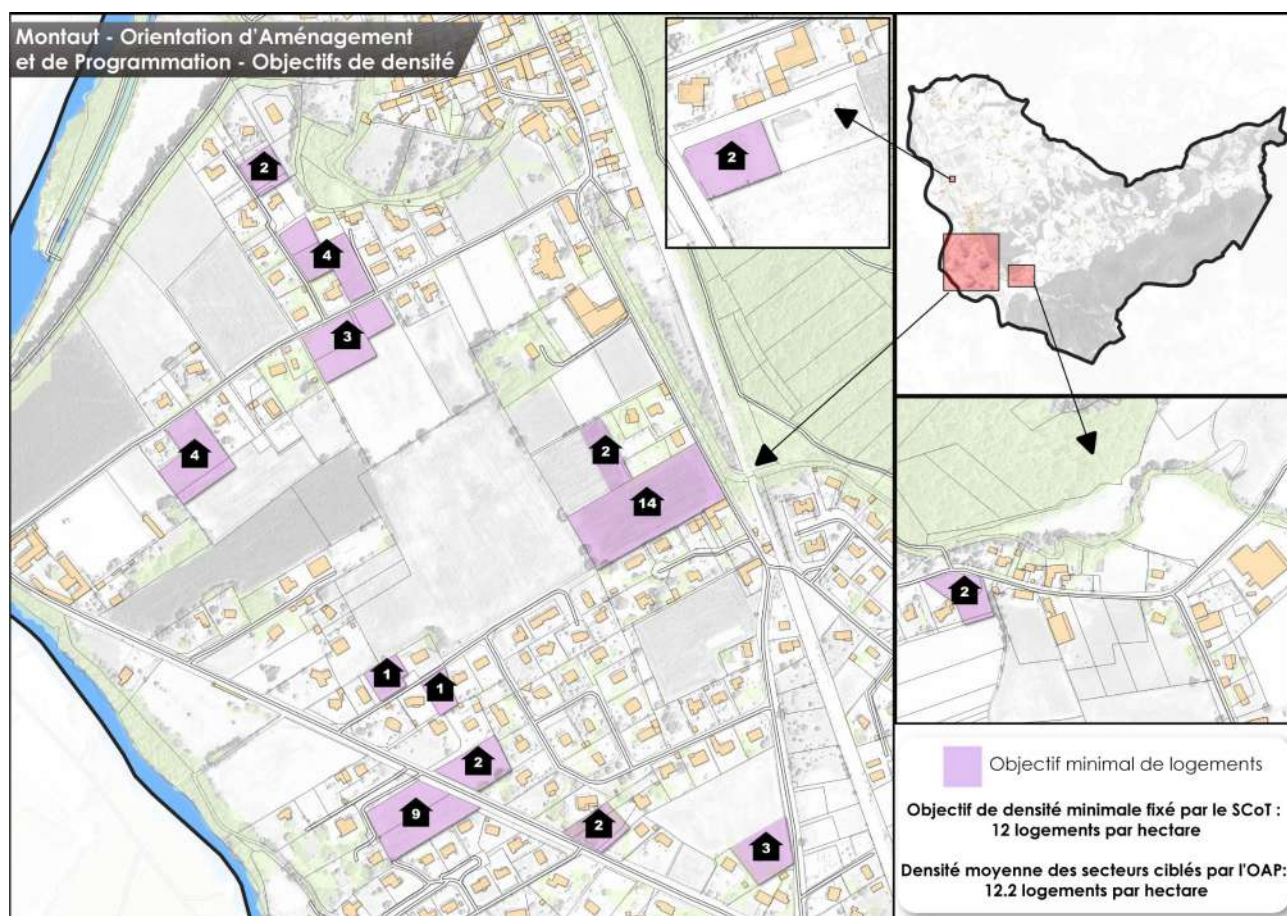 Montaut - Orientation d'Aménagement
et de Programmation - Objectifs de densité
2
2
4
3
4
2
14
2
1
1
2
9
2
3
Objectif minimal de logements
Objectif de densité minimale fixé par le SCoT :
12 logements par hectare
Densité moyenne des secteurs ciblés par l'OAP:
12.2 logements par hectare